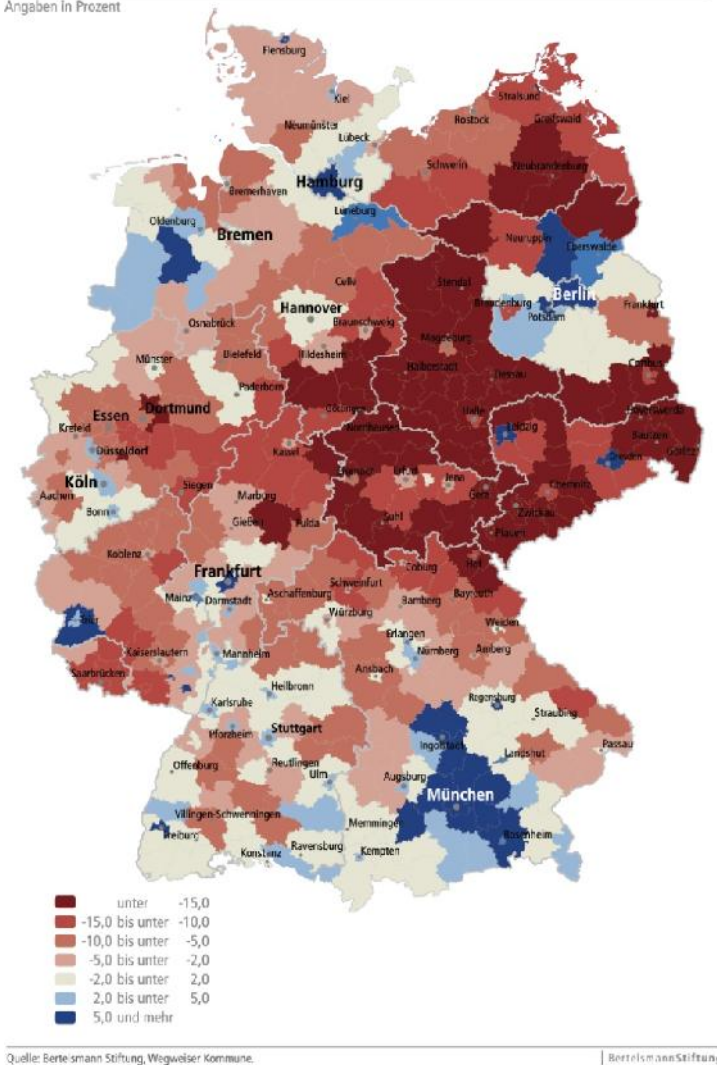 Angaben in Prozent
Flensburg
Kiel
Stralsund
Rostock
Greifswald
Neumünster
Lübeck
Schwerin
Neubrandenburg
Hamburg
Bremerhaven
Lüneburg
Oldenburg
Bremen
Neuruppin
Eberswalde
Stendal
Celle
Berlin
Hannover
Brandenburg
Potsdam
Frankfurt
Braunschweig
Osnabrück
Magdeburg
Hildesheim
Bielefeld
Münster
Halberstadt
Dessau
Cottbus
Paderborn
Essen
Dortmund
Göttingen
Halle
Hoyerswerda
Krefeld
Nordhausen
Leipzig
Bautzen
Düsseldorf
Kassel
Görlitz
Dresden
Köln
Eisenach
Erfurt
Jena
Chemnitz
Siegen
Gera
Aachen
Marburg
Bonn
Zwickau
Gießen
Fulda
Suhl
Plauen
Koblenz
Frankfurt
Coburg
Hof
Schweinfurt
Mainz
Darmstadt
Aschaffenburg
Bamberg
Bayreuth
Trier
Würzburg
Weiden
Erlangen
Kaiserslautern
Mannheim
Nürnberg
Amberg
Saarbrücken
Ansbach
Heilbronn
Regensburg
Karlsruhe
Straubing
Stuttgart
Pforzheim
Ingolstadt
Passau
Landshut
Offenburg
Reutlingen
Ulm
Augsburg
München
Villingen-Schwenningen
Memmingen
Freiburg
Rosenheim
Ravensburg
Konstanz
Kempten
unter -15,0
-15,0 bis unter -10,0
-10,0 bis unter -5,0
-5,0 bis unter -2,0
-2,0 bis unter 2,0
2,0 bis unter 5,0
5,0 und mehr
Quelle: Bertelsmann Stiftung, Wegweiser Kommune.
BertelsmannStiftung